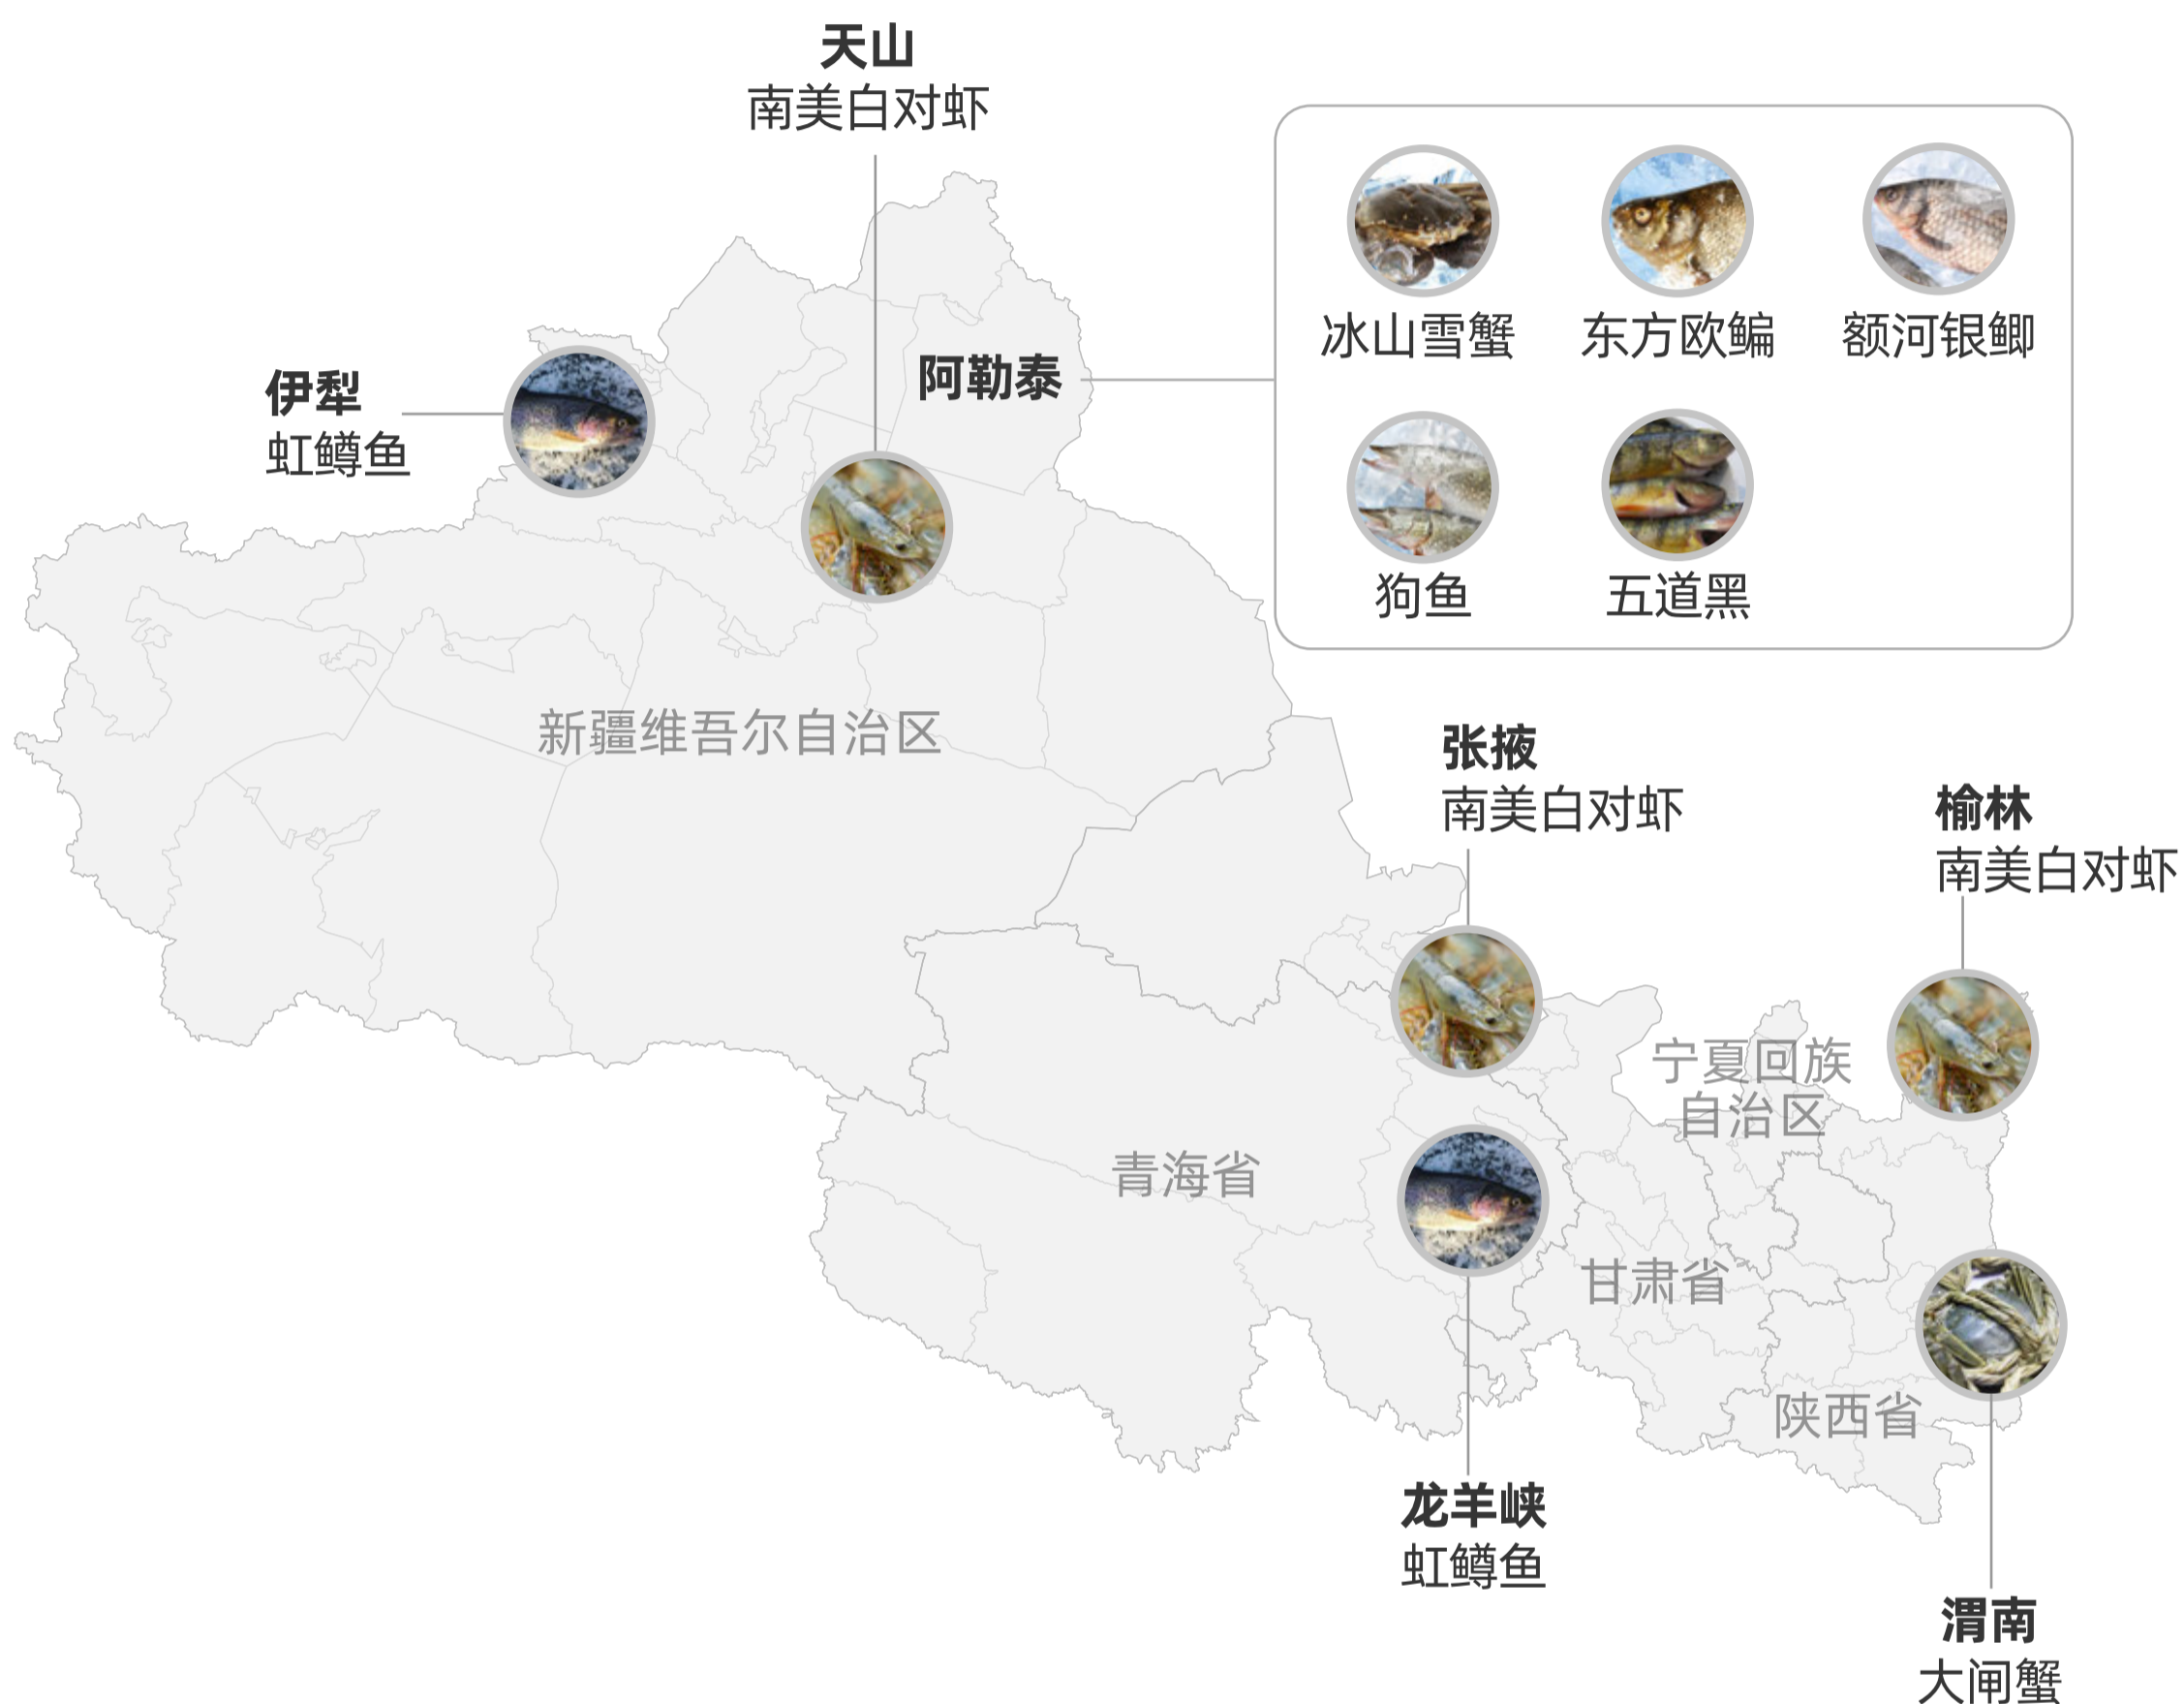 天山
南美白对虾
冰山雪蟹
东方欧鳊
额河银鲫
阿勒泰
伊犁
虹鳟鱼
狗鱼
五道黑
新疆维吾尔自治区
张掖
南美白对虾
榆林
南美白对虾
宁夏回族
自治区
青海省
甘肃省
陕西省
龙羊峡
虹鳟鱼
渭南
大闸蟹